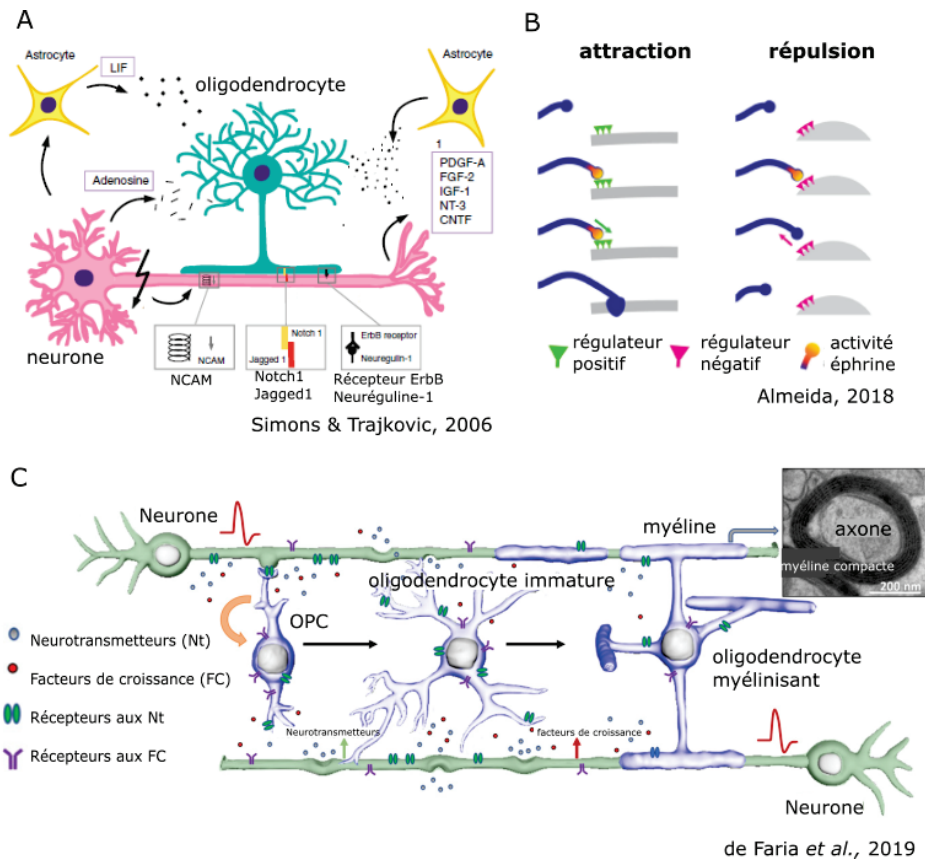 A
Astrocyte
LIF
oligodendrocyte
Astrocyte
1
PDGF-A
FGF-2
IGF-1
NT-3
CNTF
Adenosine
neurone
NCAM
NCAM
Notch 1
Jagged 1
Notch1
Jagged1
ErbB receptor
Neuregulin-1
Récepteur ErbB
Neuréguline-1
Simons & Trajkovic, 2006
B
attraction
répulsion
régulateur
positif
régulateur
négatif
activité
éphrine
Almeida, 2018
C
Neurone
myéline
axone
myéline compacte
200 nm
oligodendrocyte immature
OPC
oligodendrocyte
myélinisant
Neurotransmetteurs (Nt)
Facteurs de croissance (FC)
Récepteurs aux Nt
Récepteurs aux FC
Neurotransmetteurs
facteurs de croissance
Neurone
de Faria et al., 2019